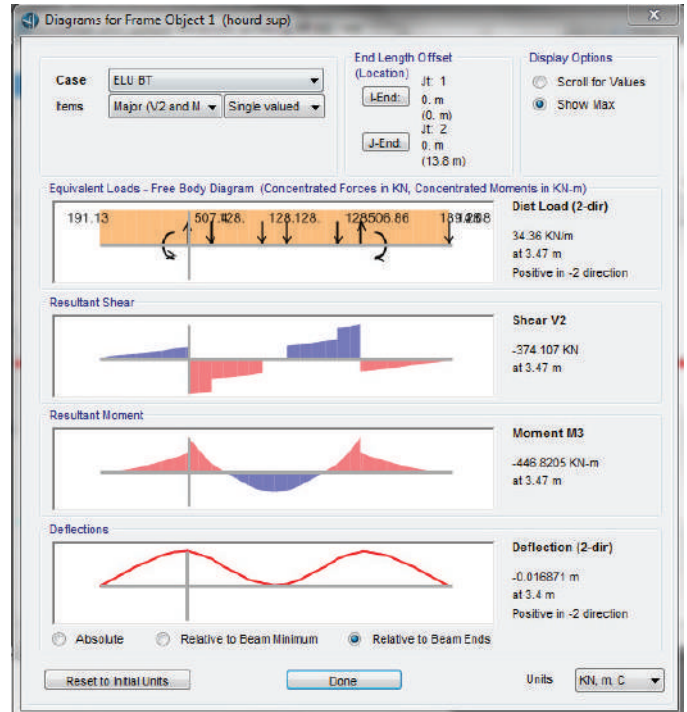 Diagrams for Frame Object 1 (hourd sup)
X
Case ELU BT
Items Major (V2 and M Single valued
End Length Offset
(Location)
Jt: 1
I-End: 0. m
(0. m)
Jt: 2
J-End: 0. m
(13.8 m)
Display Options
Scroll for Values
Show Max
Equivalent Loads - Free Body Diagram (Concentrated Forces in KN, Concentrated Moments in KN-m)
191.13 128.128.
Dist Load (2-dir)
34.36 KN/m
at 3.47 m
Positive in -2 direction
Resultant Shear
Shear V2
-374.107 KN
at 3.47 m
Resultant Moment
Moment M3
-446.8205 KN-m
at 3.47 m
Deflections
Deflection (2-dir)
-0.016871 m
at 3.4 m
Positive in -2 direction
Absolute Relative to Beam Minimum Relative to Beam Ends
Reset to Initial Units Done Units KN, m, C